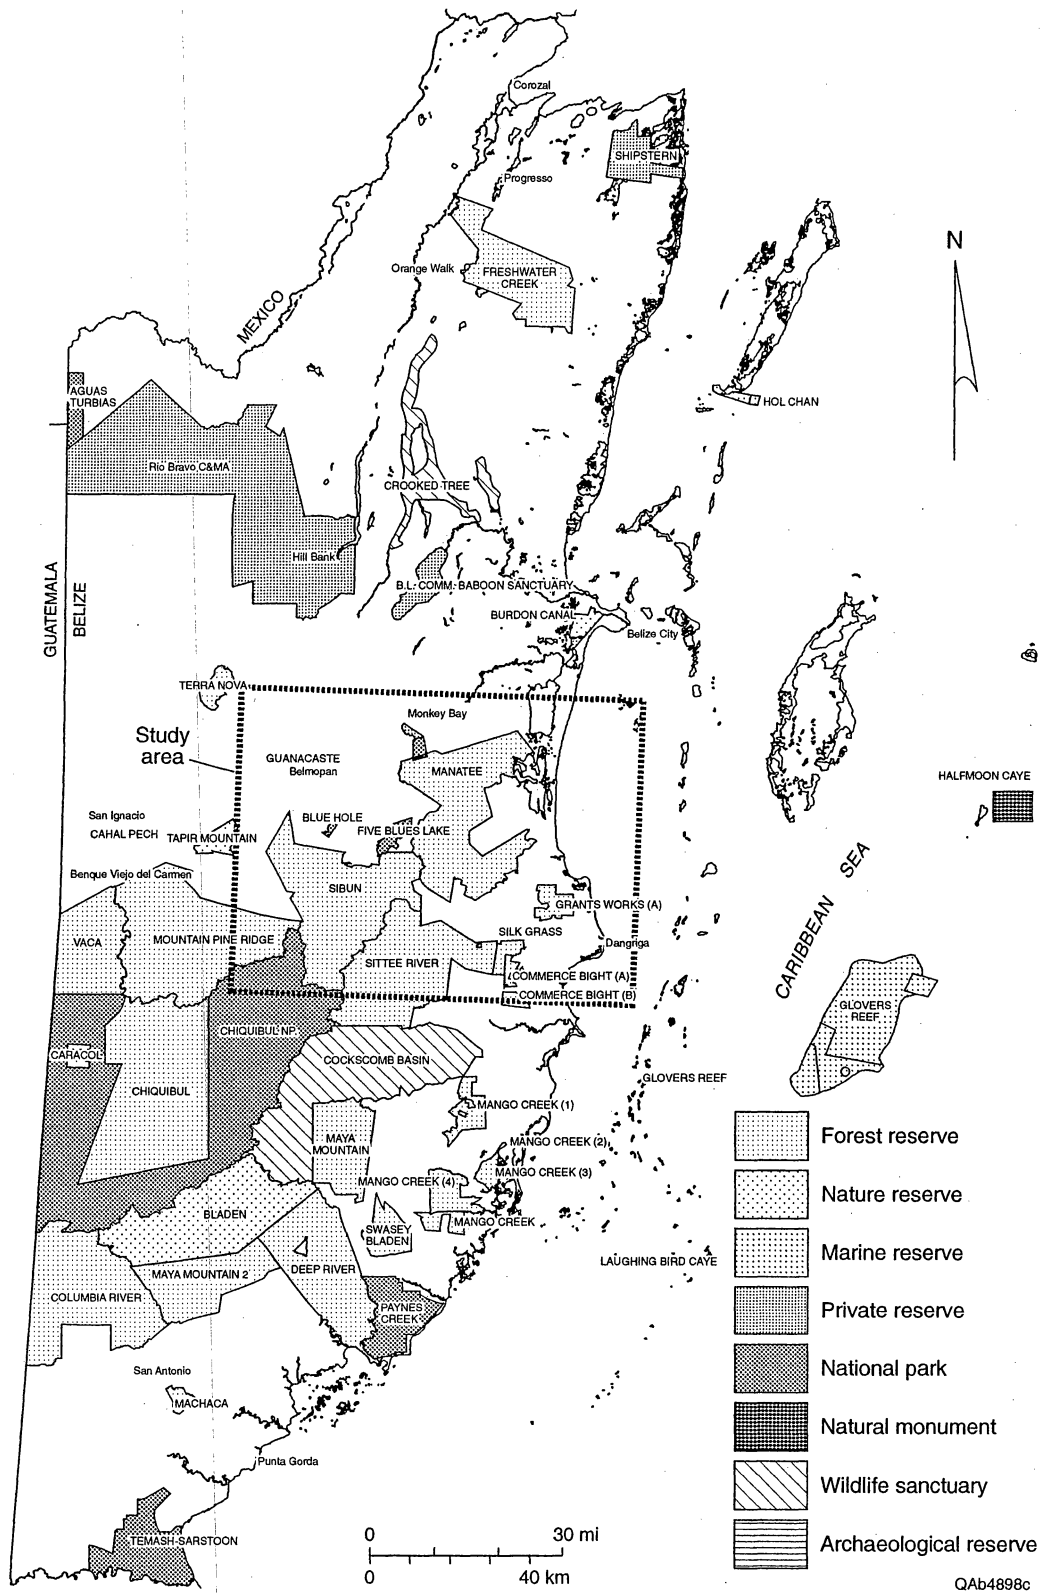 Corozal
SHIPSTERN
Progresso
Orange Walk
FRESHWATER
CREEK
N
MEXICO
AGUAS
TURBIAS
HOL CHAN
Rio Bravo C&MA
CROOKED TREE
Hill Bank
B.L. COMM. BABOON SANCTUARY
GUATEMALA
BELIZE
BURDON CANAL
Belize City
TERRA NOVA
Monkey Bay
Study
area
GUANACASTE
Belmopan
MANATEE
HALFMOON CAYE
San Ignacio
CAHAL PECH
TAPIR MOUNTAIN
BLUE HOLE
FIVE BLUES LAKE
Benque Viejo del Carmen
SIBUN
CARIBBEAN SEA
GRANTS WORKS (A)
VACA
MOUNTAIN PINE RIDGE
SILK GRASS
Dangriga
SITTEE RIVER
COMMERCE BIGHT (A)
COMMERCE BIGHT (B)
GLOVERS
REEF
CHIQUIBUL NP
CARACOL
COCKSCOMB BASIN
GLOVERS REEF
CHIQUIBUL
MANGO CREEK (1)
MAYA
MOUNTAIN
MANGO CREEK (2)
MANGO CREEK (3)
MANGO CREEK (4)
BLADEN
SWASEY
BLADEN
MANGO CREEK
LAUGHING BIRD CAYE
MAYA MOUNTAIN 2
DEEP RIVER
COLUMBIA RIVER
PAYNES
CREEK
San Antonio
MACHACA
Punta Gorda
TEMASH-SARSTOON
Forest reserve
Nature reserve
Marine reserve
Private reserve
National park
Natural monument
Wildlife sanctuary
Archaeological reserve
0 30 mi
0 40 km
QAb4898c